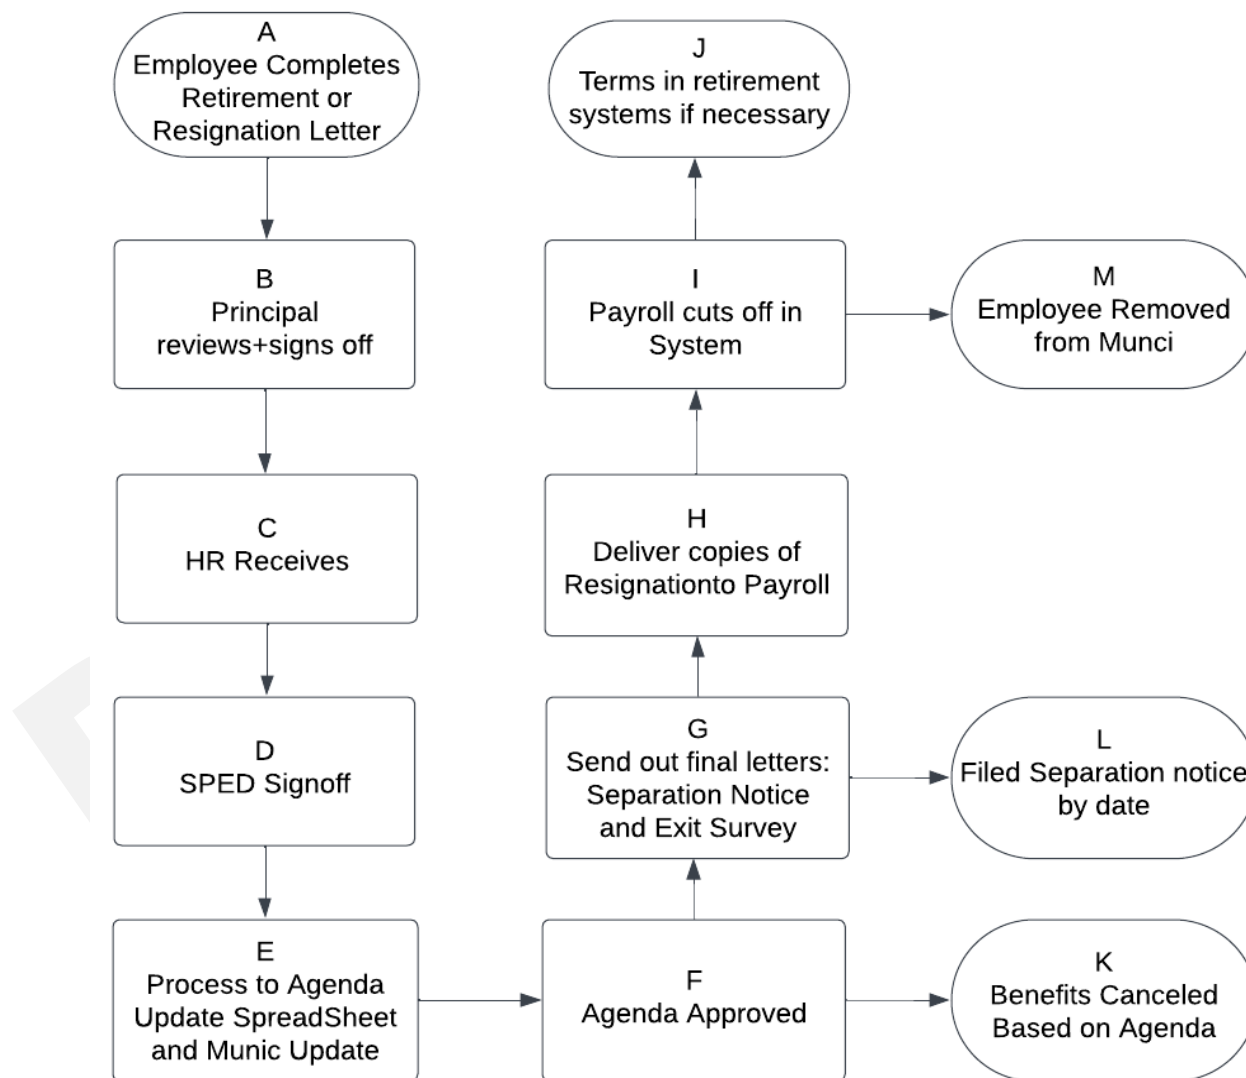 A
Employee Completes
Retirement or
Resignation Letter
B
Principal
reviews+signs off
C
HR Receives
D
SPED Signoff
E
Process to Agenda
Update SpreadSheet
and Munic Update
F
Agenda Approved
G
Send out final letters:
Separation Notice
and Exit Survey
H
Deliver copies of
Resignationto Payroll
I
Payroll cuts off in
System
J
Terms in retirement
systems if necessary
K
Benefits Canceled
Based on Agenda
L
Filed Separation notice
by date
M
Employee Removed
from Munci